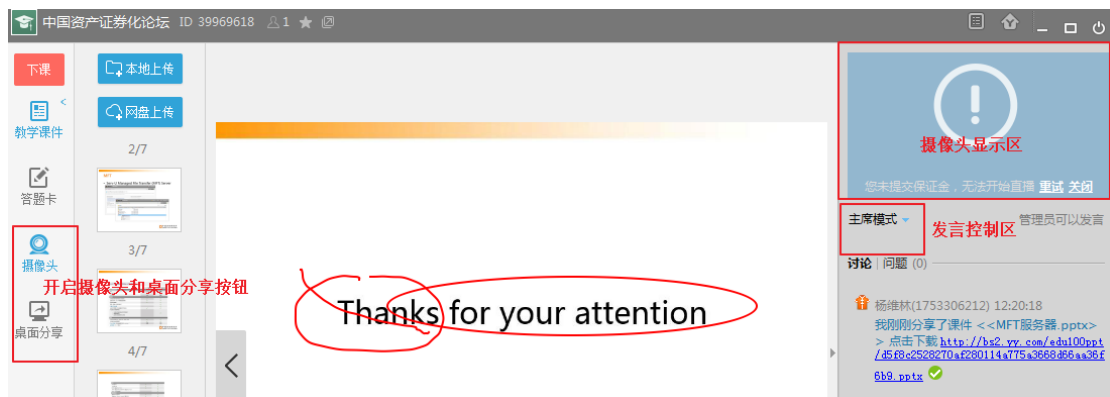 中国资产证券化论坛 ID 39969618 1
下课
教学课件
答题卡
摄像头
桌面分享
本地上传
网盘上传
2/7
3/7
4/7
开启摄像头和桌面分享按钮
Thanks for your attention
摄像头显示区
您未提交保证金，无法开始直播 重试 关闭
主席模式
发言控制区
管理员可以发言
讨论 | 问题 (0)
杨维林(1753306212) 12:20:18
我刚刚分享了课件 <<MFT服务器.pptx>
> 点击下载 http://bs2.yy.com/edu100ppt
/d5f8c2528270af280114a775a3668d66aa36f
6b9.pptx